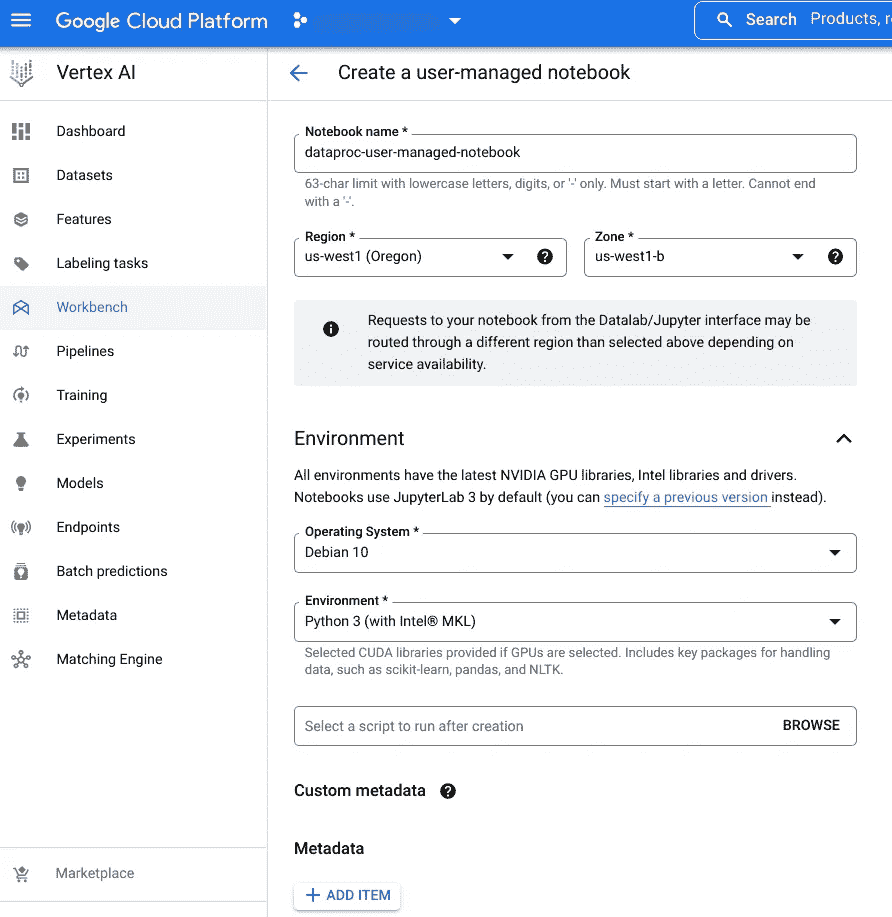 Google Cloud Platform
Search Products, r
Vertex AI
Create a user-managed notebook
Dashboard
Datasets
Features
Labeling tasks
Workbench
Pipelines
Training
Experiments
Models
Endpoints
Batch predictions
Metadata
Matching Engine
Marketplace
Notebook name *
dataproc-user-managed-notebook
63-char limit with lowercase letters, digits, or '-' only. Must start with a letter. Cannot end
with a '-'.
Region *
us-west1 (Oregon)
Zone *
us-west1-b
Requests to your notebook from the Datalab/Jupyter interface may be
routed through a different region than selected above depending on
service availability.
Environment
All environments have the latest NVIDIA GPU libraries, Intel libraries and drivers.
Notebooks use JupyterLab 3 by default (you can specify a previous version instead).
Operating System *
Debian 10
Environment *
Python 3 (with Intel® MKL)
Selected CUDA libraries provided if GPUs are selected. Includes key packages for handling
data, such as scikit-learn, pandas, and NLTK.
Select a script to run after creation
BROWSE
Custom metadata
Metadata
ADD ITEM